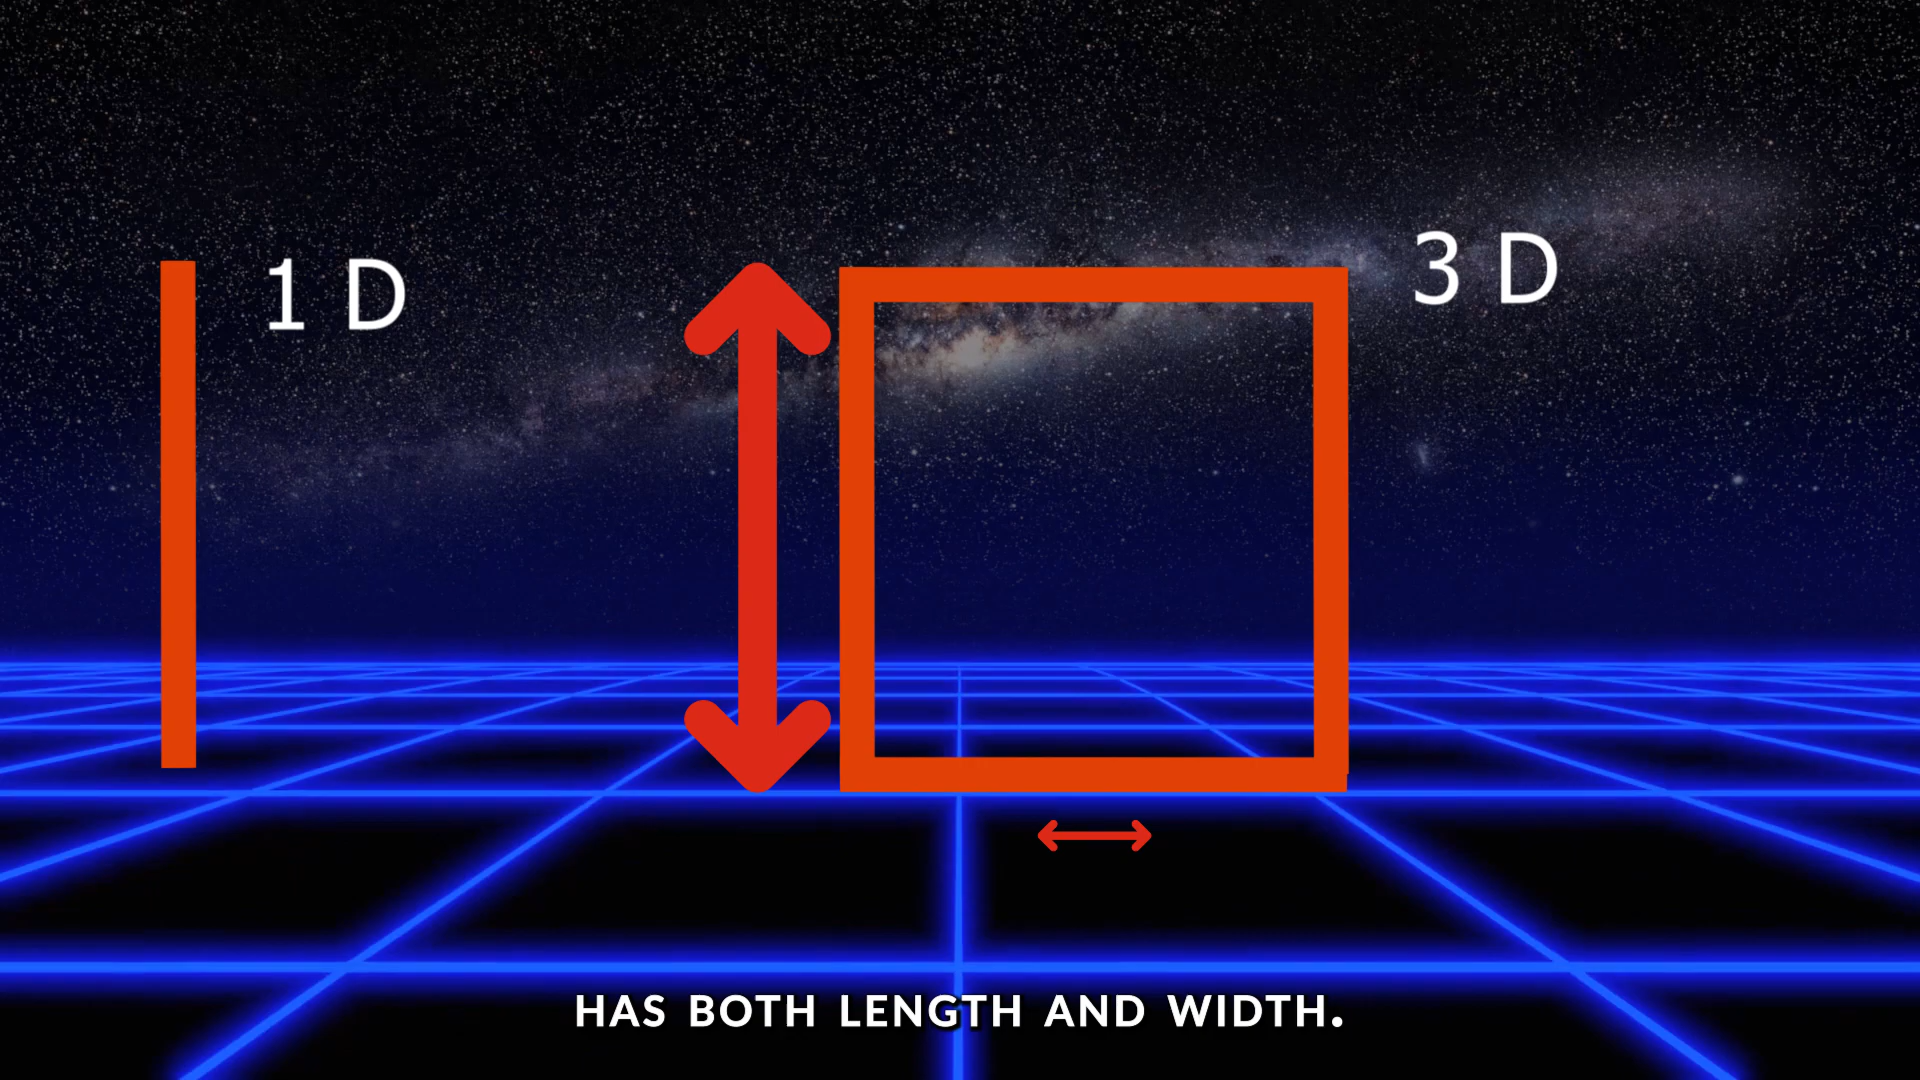 1 D
3 D
HAS BOTH LENGTH AND WIDTH.